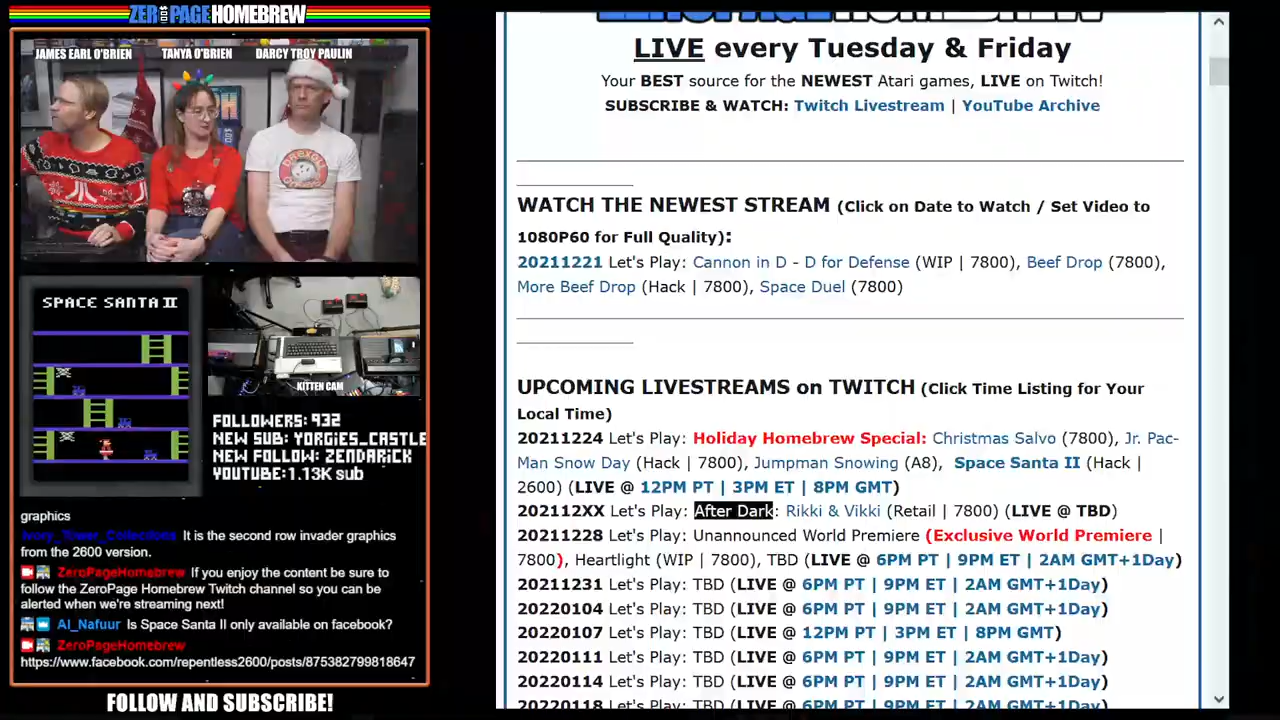 ZEROPAGE HOMEBREW
JAMES EARL O'BRIEN
TANYA O'BRIEN
DARCY TROY PAULIN
SPACE SANTA II
KITTEN CAM
FOLLOWERS: 932
NEW SUB: YORGIES_CASTLE
NEW FOLLOW: ZENDARICK
YOUTUBE:1.13K sub
graphics
Ivory_Tower_Collections It is the second row invader graphics
from the 2600 version.
ZeroPageHomebrew If you enjoy the content be sure to
follow the ZeroPage Homebrew Twitch channel so you can be
alerted when we're streaming next!
Al_Nafuur Is Space Santa II only available on facebook?
ZeroPageHomebrew
https://www.facebook.com/repentless2600/posts/875382799818647
FOLLOW AND SUBSCRIBE!
LIVE every Tuesday & Friday
Your BEST source for the NEWEST Atari games, LIVE on Twitch!
SUBSCRIBE & WATCH: Twitch Livestream | YouTube Archive
WATCH THE NEWEST STREAM (Click on Date to Watch / Set Video to
1080P60 for Full Quality):
20211221 Let's Play: Cannon in D - D for Defense (WIP | 7800), Beef Drop (7800),
More Beef Drop (Hack | 7800), Space Duel (7800)
UPCOMING LIVESTREAMS on TWITCH (Click Time Listing for Your
Local Time)
20211224 Let's Play: Holiday Homebrew Special: Christmas Salvo (7800), Jr. Pac-
Man Snow Day (Hack | 7800), Jumpman Snowing (A8), Space Santa II (Hack |
2600) (LIVE @ 12PM PT | 3PM ET | 8PM GMT)
202112XX Let's Play: After Dark: Rikki & Vikki (Retail | 7800) (LIVE @ TBD)
20211228 Let's Play: Unannounced World Premiere (Exclusive World Premiere |
7800), Heartlight (WIP | 7800), TBD (LIVE @ 6PM PT | 9PM ET | 2AM GMT+1Day)
20211231 Let's Play: TBD (LIVE @ 6PM PT | 9PM ET | 2AM GMT+1Day)
20220104 Let's Play: TBD (LIVE @ 6PM PT | 9PM ET | 2AM GMT+1Day)
20220107 Let's Play: TBD (LIVE @ 12PM PT | 3PM ET | 8PM GMT)
20220111 Let's Play: TBD (LIVE @ 6PM PT | 9PM ET | 2AM GMT+1Day)
20220114 Let's Play: TBD (LIVE @ 6PM PT | 9PM ET | 2AM GMT+1Day)
20220118 Let's Play: TBD (LIVE @ 6PM PT | 9PM ET | 2AM GMT+1Day)